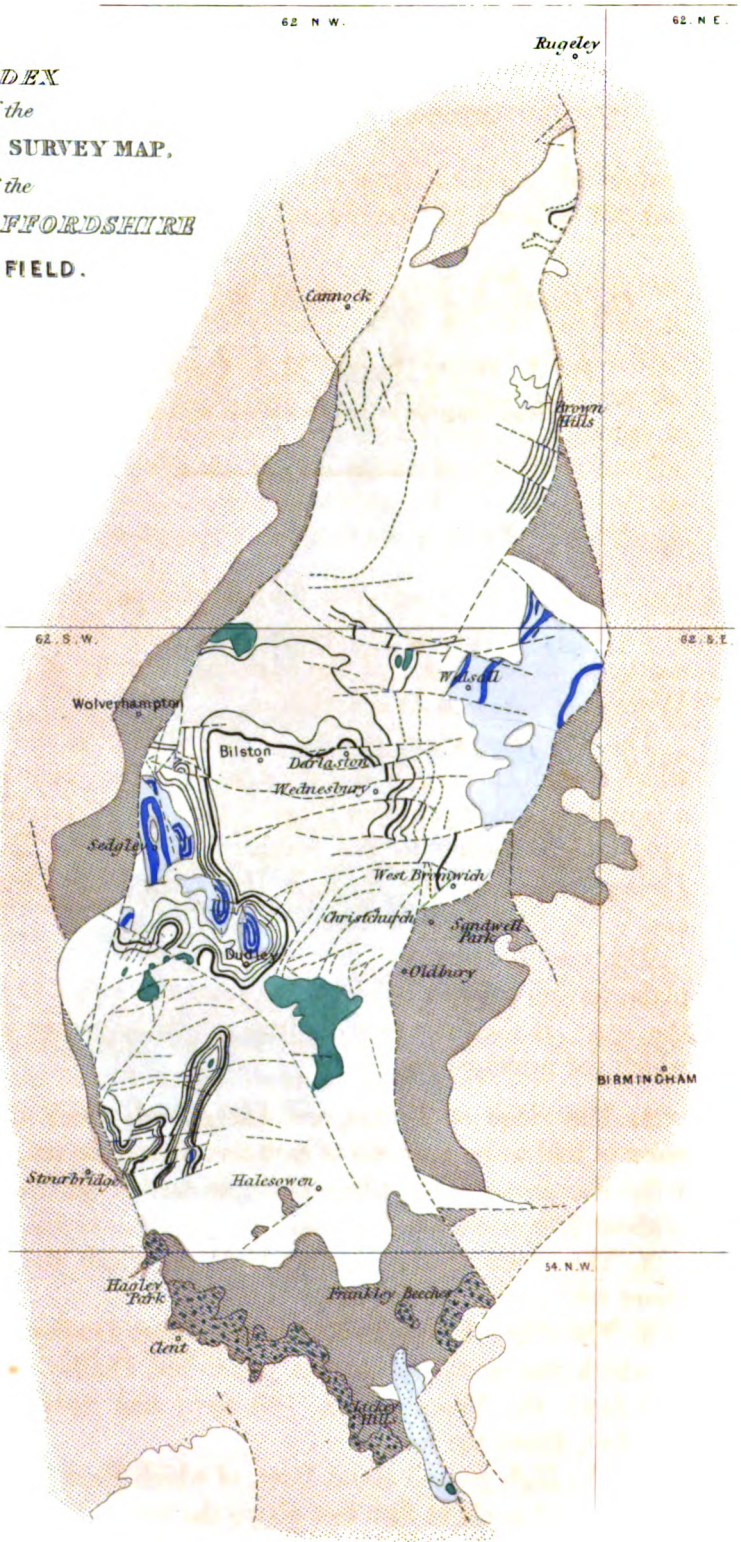 62 N W.
62. N E.
Rugeley
DEX
the
SURVEY MAP,
the
FFORDSHIRE
FIELD.
Cannock
Brown
Hills
62. S. W.
62. S. E.
Walsall
Wolverhampton
Bilston
Darlaston
Wednesbury
Sedgley
West Bromwich
Christchurch
Sandwell
Park
Dudley
Oldbury
BIRMINGHAM
Stourbridge
Halesowen
54. N.W.
Hagley
Park
Frankley Beeches
Clent
Lickey
Hills